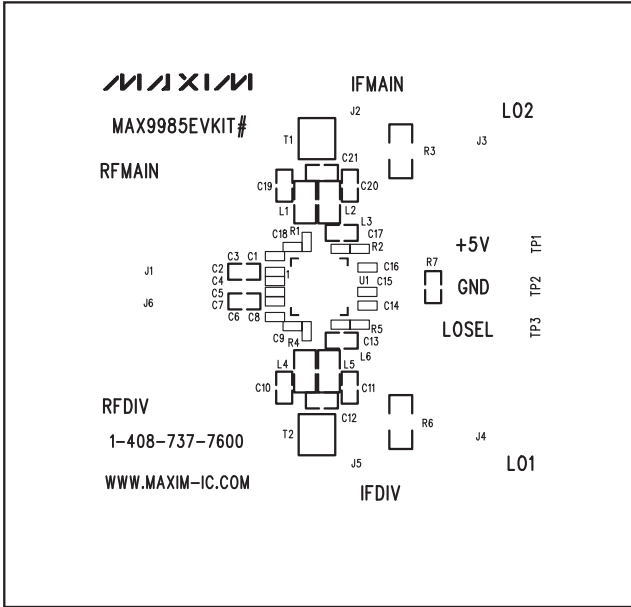 MAXIM
IFMAIN
MAX9985EVKIT#
J2
LO2
T1
R3
J3
RFMAIN
C21
C19
C20
L1
L2
L3
C18
R1
C17
R2
+5V
TP1
C3
C1
C16
R7
J1
C2
C4
1
U1
C15
GND
TP2
J6
C5
C7
C14
C6
C8
C9
R4
R5
C13
LOSEL
TP3
L4
L5
L6
C10
C11
C12
RFDIV
T2
R6
J4
1-408-737-7600
J5
LO1
WWW.MAXIM-IC.COM
IFDIV